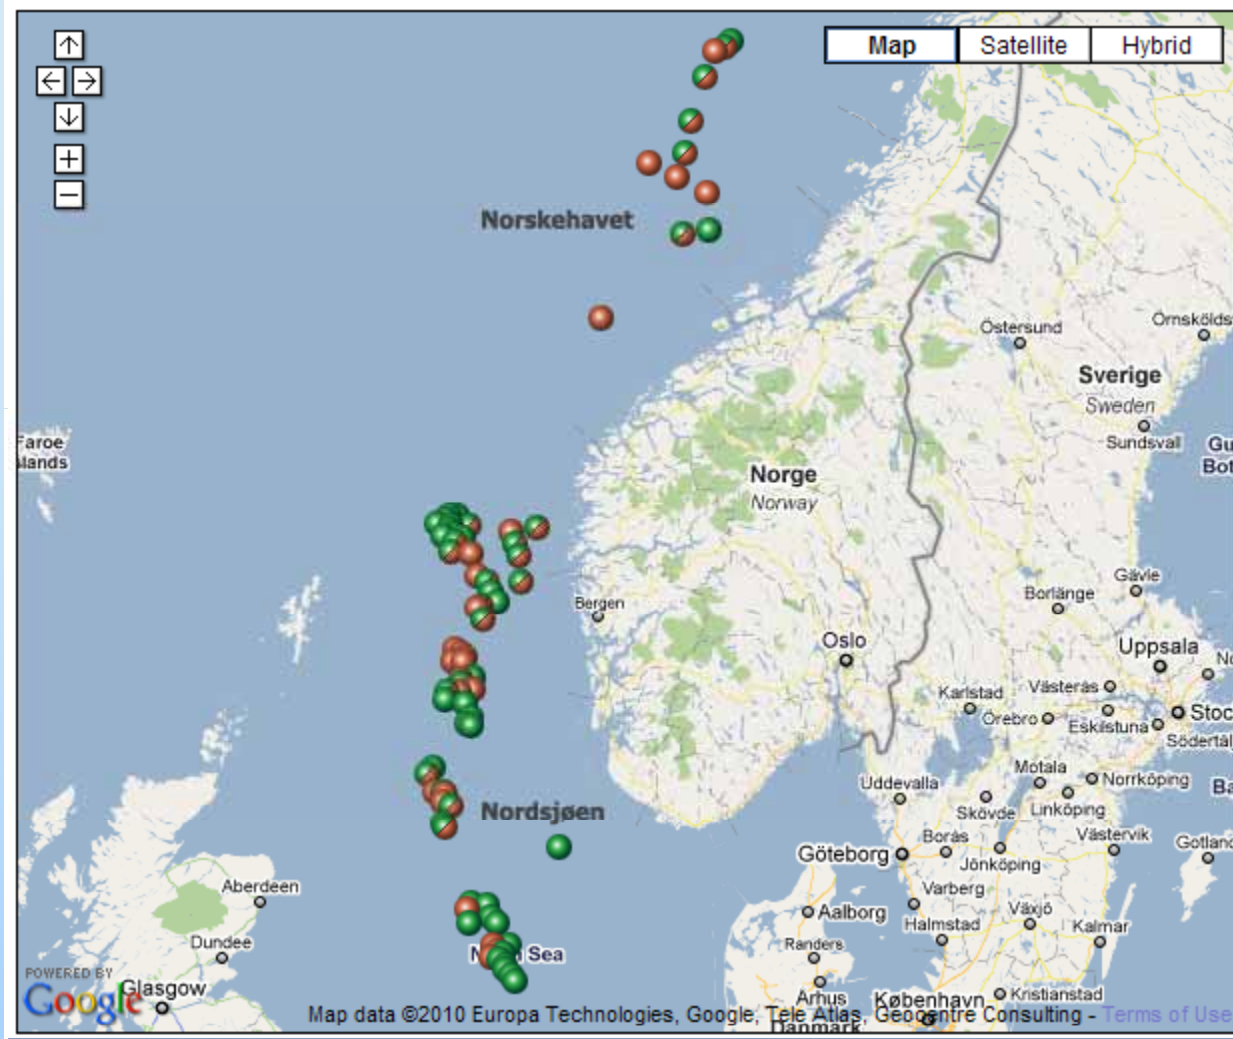 Map
Satellite
Hybrid
Norskehavet
Östersund
Sverige
Sweden
Sundsvall
Faroe
Norge
Norway
Gävle
Borlänge
Bergen
Oslo
Uppsala
Karlstad
Västerås
Örebro
Eskilstuna
Uddevalla
Motala
Norrköping
Skövde
Linköping
Nordsjøen
Borås
Västervik
Göteborg
Jönköping
Aberdeen
Varberg
Aalborg
Halmstad
Växjö
Kalmar
Dundee
Randers
Sea
POWERED BY
Google
Glasgow
Århus
København
Kristianstad
Danmark
Map data ©2010 Europa Technologies, Google, Tele Atlas, Geocentre Consulting - Terms of Use